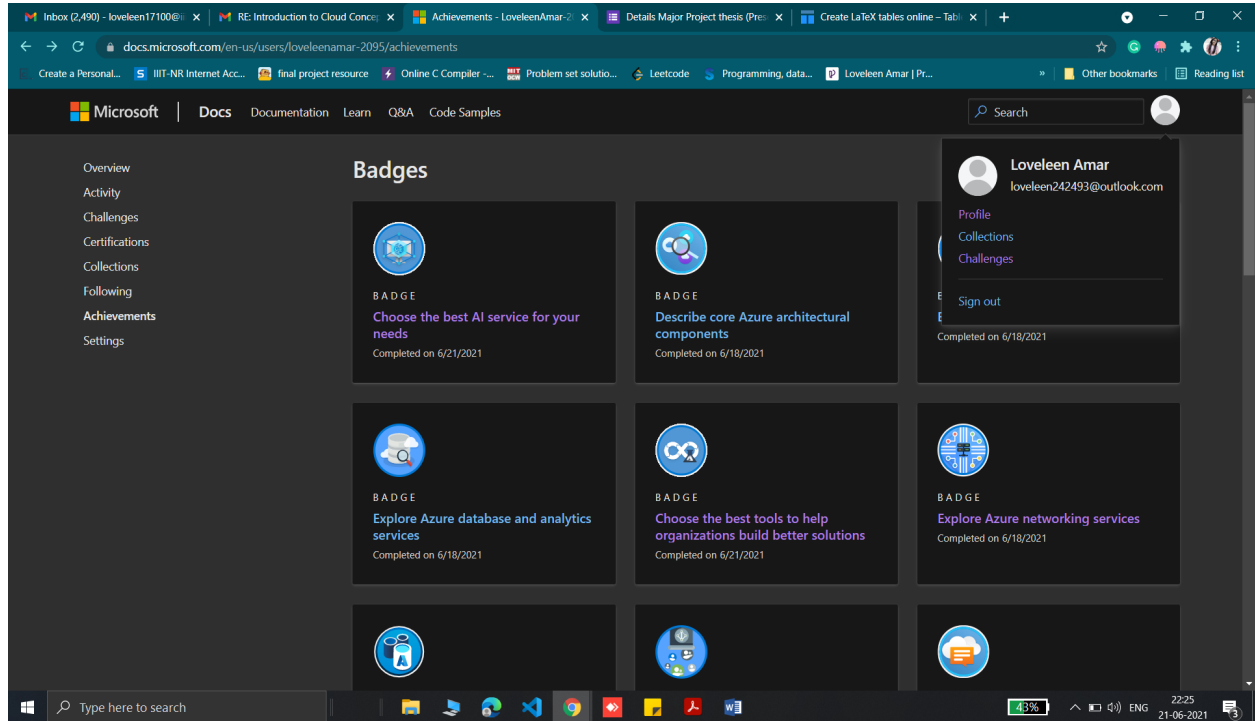 Inbox (2,490) - loveleen17100@ii
RE: Introduction to Cloud Concep
Achievements - LoveleenAmar-2
Details Major Project thesis (Pres
Create LaTeX tables online – Tabl
docs.microsoft.com/en-us/users/loveleenamar-2095/achievements
Create a Personal...
IIIT-NR Internet Acc...
final project resource
Online C Compiler -...
Problem set solutio...
Leetcode
Programming, data...
Loveleen Amar | Pr...
»
Other bookmarks
Reading list
Microsoft
Docs
Documentation
Learn
Q&A
Code Samples
Search
Overview
Activity
Challenges
Certifications
Collections
Following
Achievements
Settings
Loveleen Amar
loveleen242493@outlook.com
Profile
Collections
Challenges
Sign out
Badges
BADGE
Choose the best AI service for your
needs
Completed on 6/21/2021
BADGE
Describe core Azure architectural
components
Completed on 6/18/2021
Completed on 6/18/2021
BADGE
Explore Azure database and analytics
services
Completed on 6/18/2021
BADGE
Choose the best tools to help
organizations build better solutions
Completed on 6/21/2021
BADGE
Explore Azure networking services
Completed on 6/18/2021
Type here to search
43%
ENG
22:25
21-06-2021
3